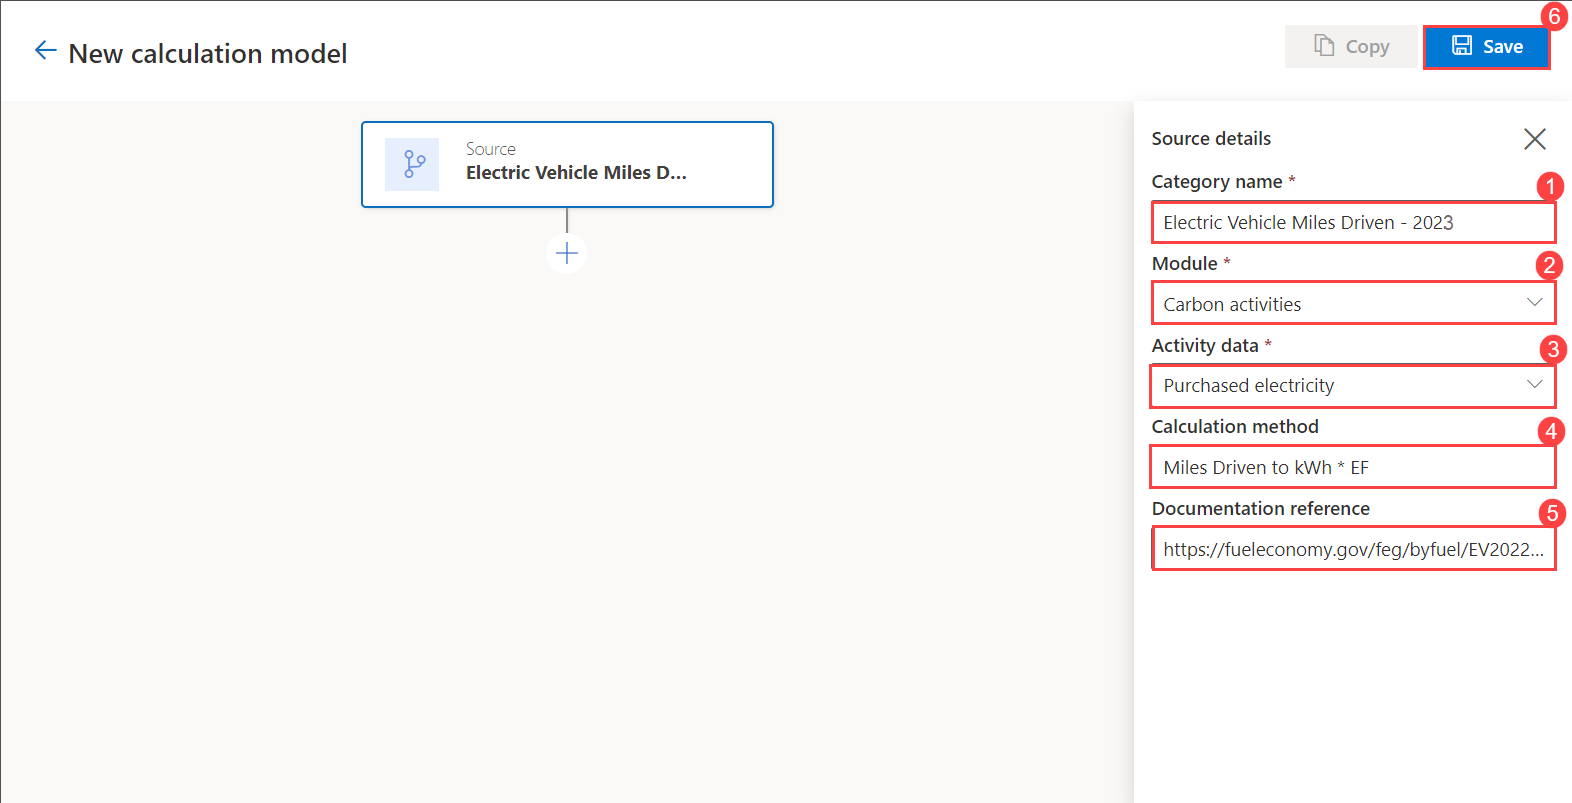 New calculation model
Copy
Save
6
Source
Electric Vehicle Miles D...
Source details
Category name *
1
Electric Vehicle Miles Driven - 2023
Module *
2
Carbon activities
Activity data *
3
Purchased electricity
Calculation method
4
Miles Driven to kWh * EF
Documentation reference
5
https://fueleconomy.gov/feg/byfuel/EV2022...